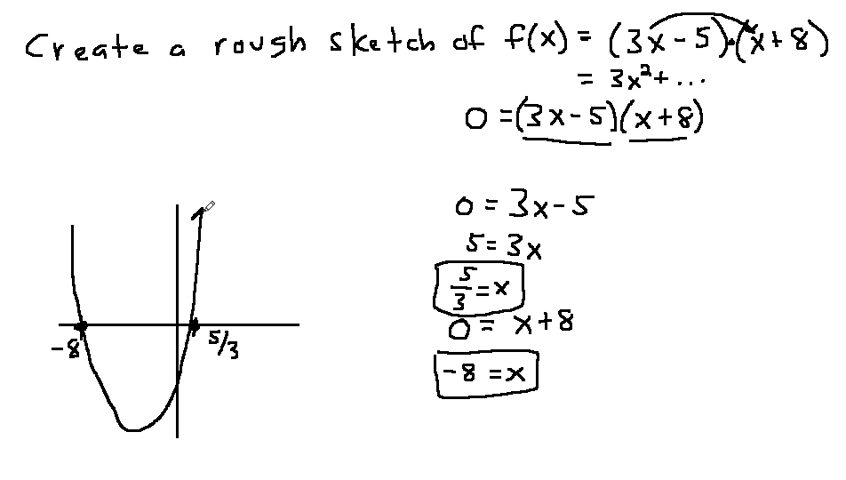 Create a rough sketch of f(x) = (3x - 5)·(x + 8)
= 3x² + ...
0 = (3x - 5)(x + 8)
0 = 3x - 5
5 = 3x
5/3 = x
0 = x + 8
-8 = x
-8
5/3